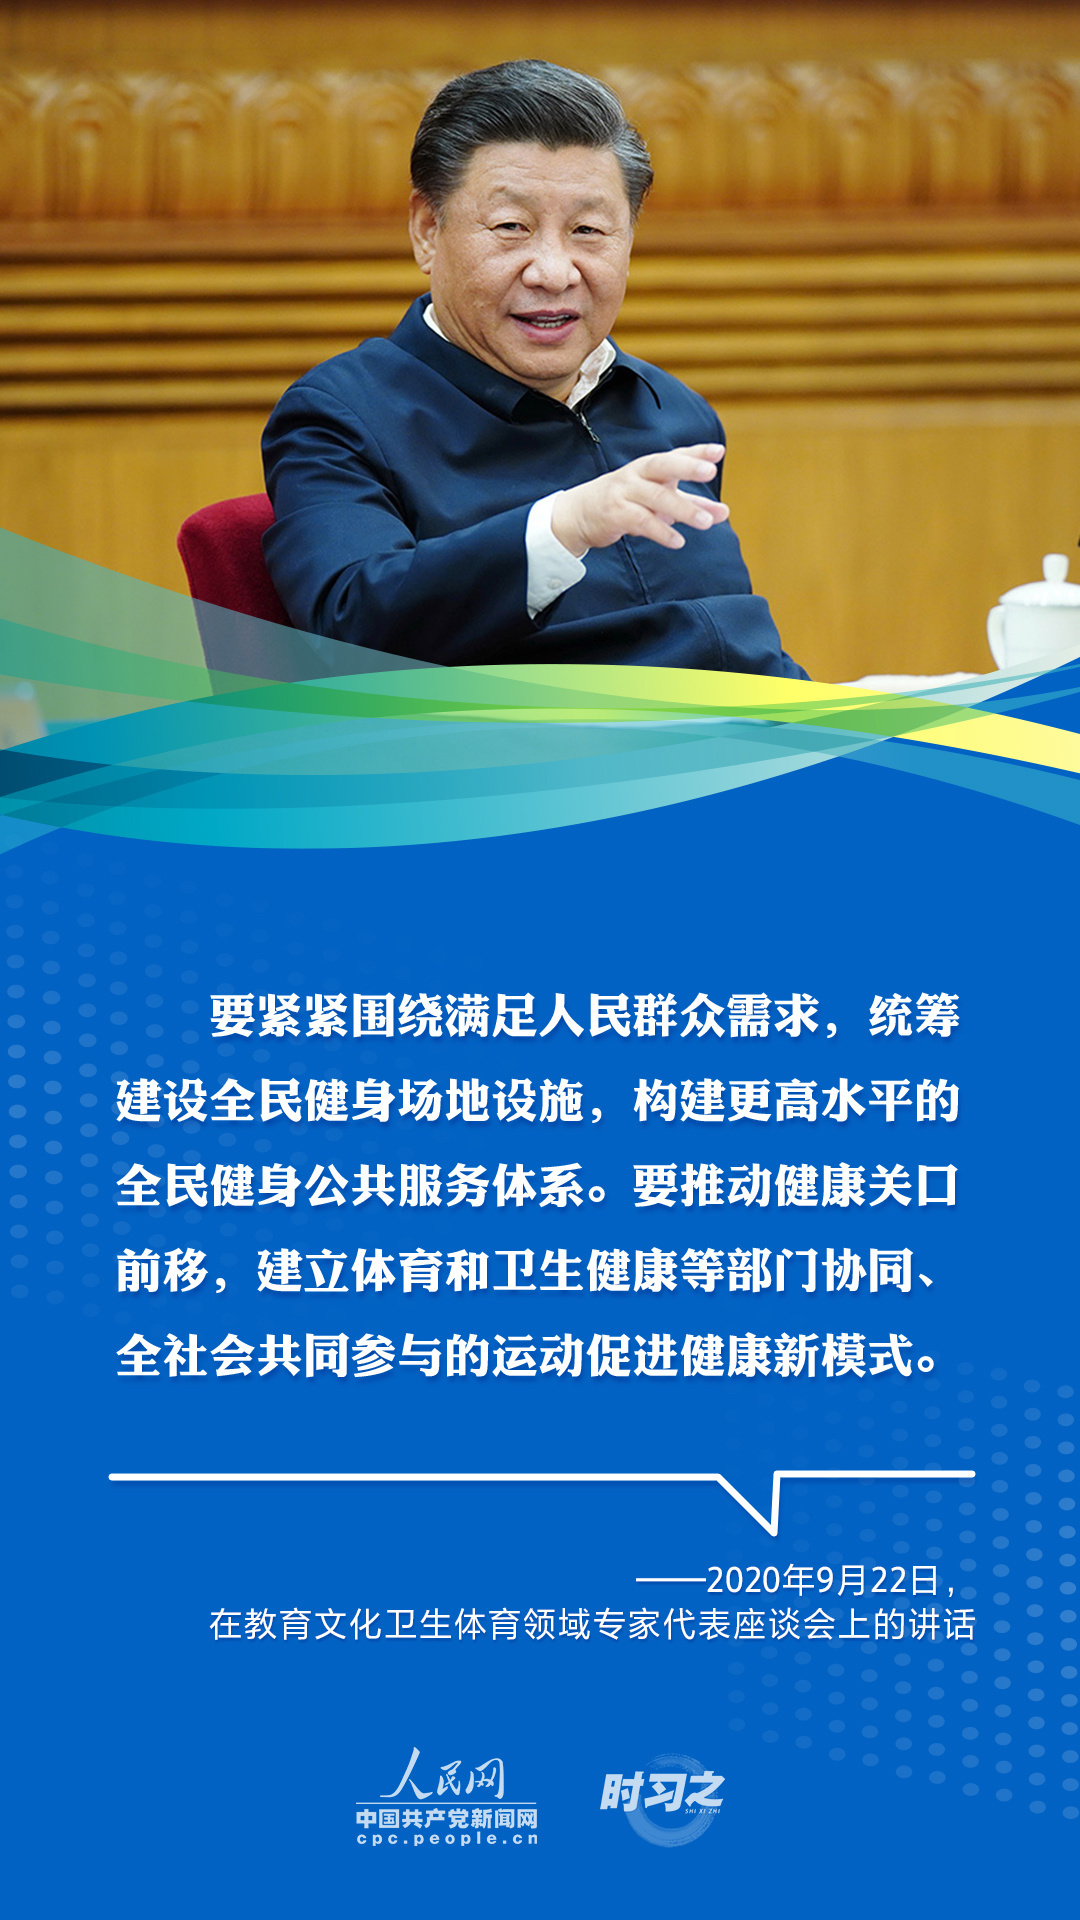 要紧紧围绕满足人民群众需求，统筹
建设全民健身场地设施，构建更高水平的
全民健身公共服务体系。要推动健康关口
前移，建立体育和卫生健康等部门协同、
全社会共同参与的运动促进健康新模式。
——2020年9月22日，
在教育文化卫生体育领域专家代表座谈会上的讲话
人民网
中国共产党新闻网
cpc.people.cn
时习之
SHI XI ZHI